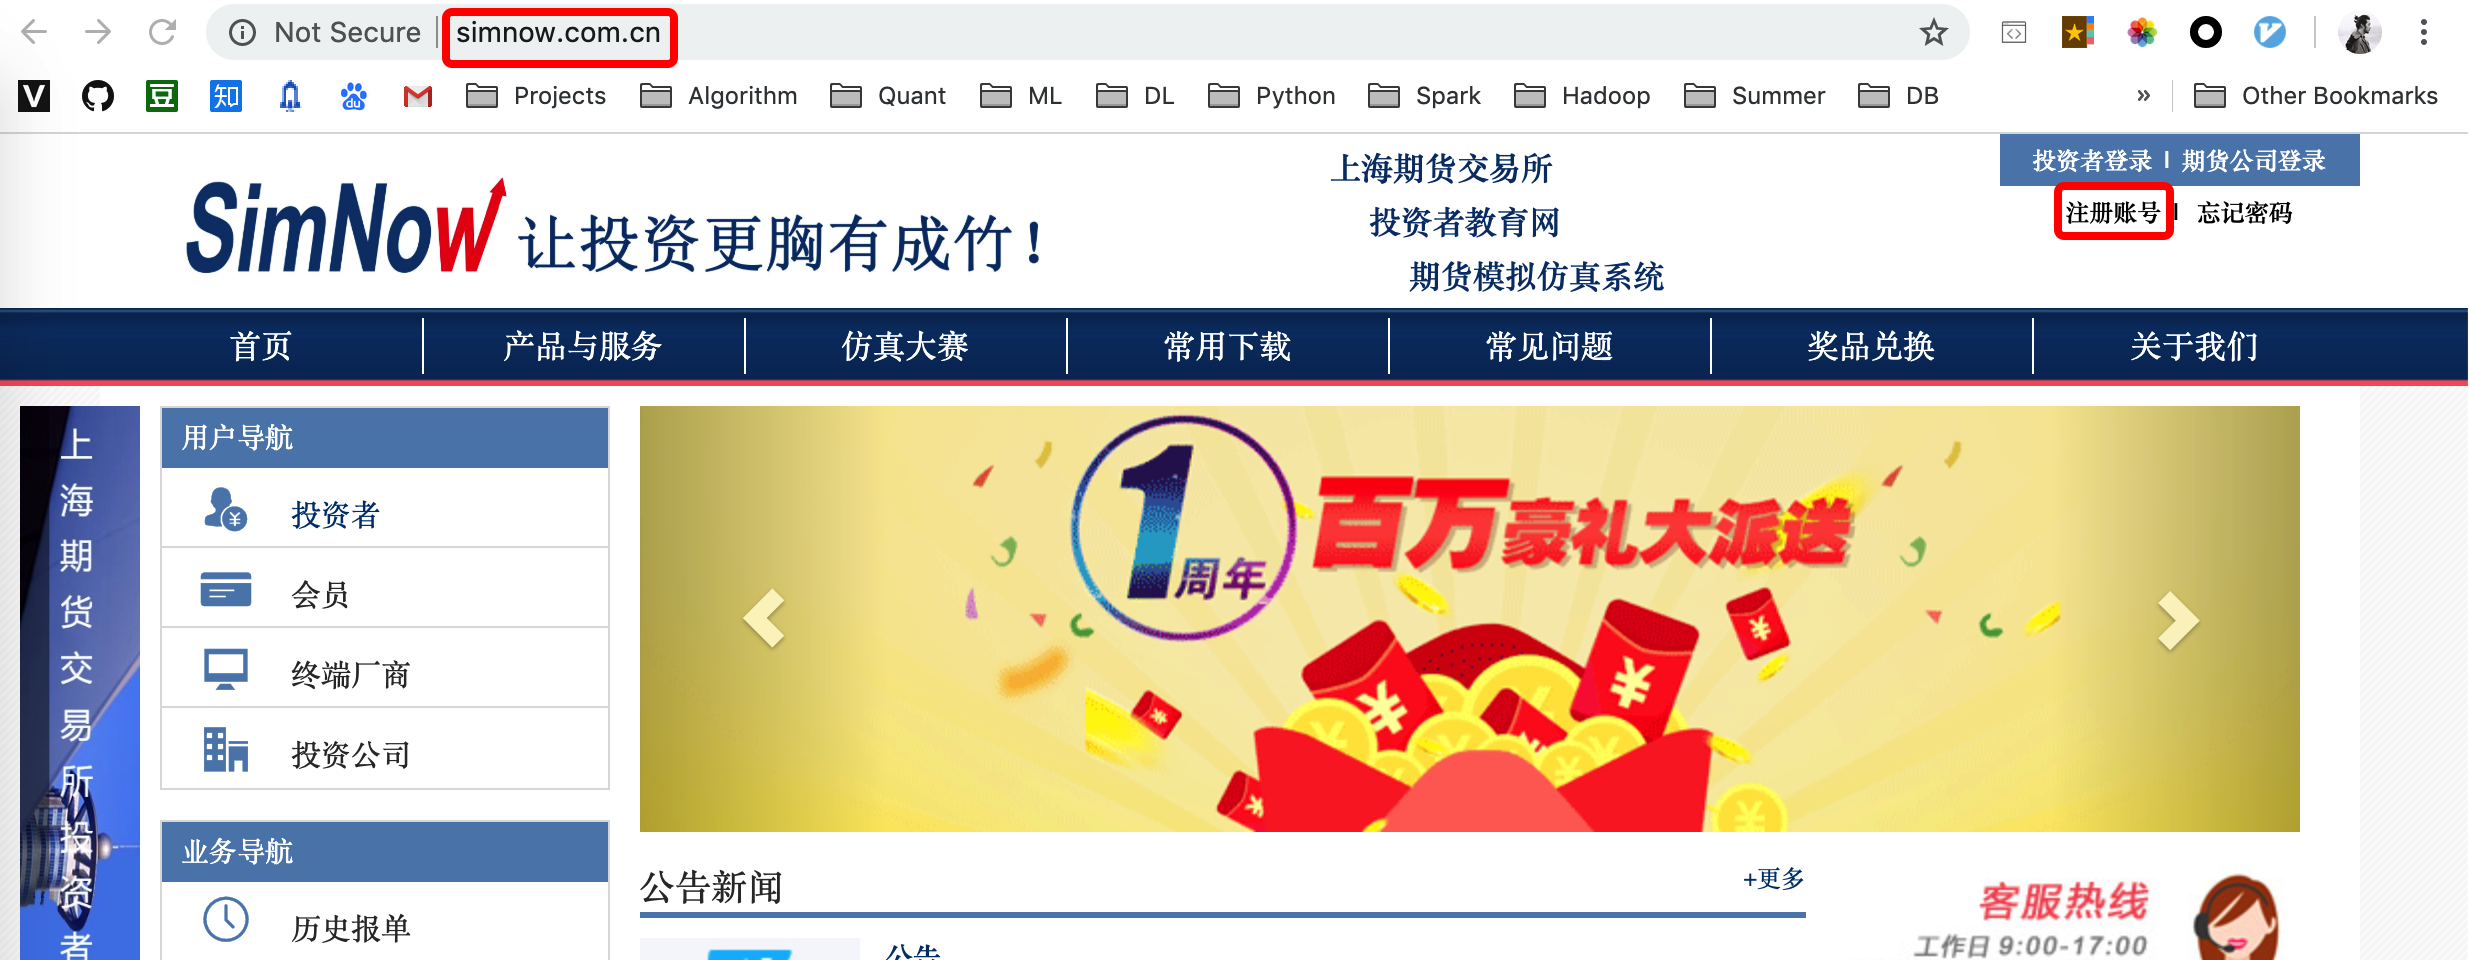 Not Secure simnow.com.cn
Projects Algorithm Quant ML DL Python Spark Hadoop Summer DB » Other Bookmarks
投资者登录 | 期货公司登录
注册账号 | 忘记密码
SimNow 让投资更胸有成竹！
上海期货交易所
投资者教育网
期货模拟仿真系统
首页 产品与服务 仿真大赛 常用下载 常见问题 奖品兑换 关于我们
上海期货交易所投资者
用户导航
投资者
会员
终端厂商
投资公司
业务导航
历史报单
1周年
百万豪礼大派送
公告新闻 +更多
公告
客服热线
工作日 9:00-17:00